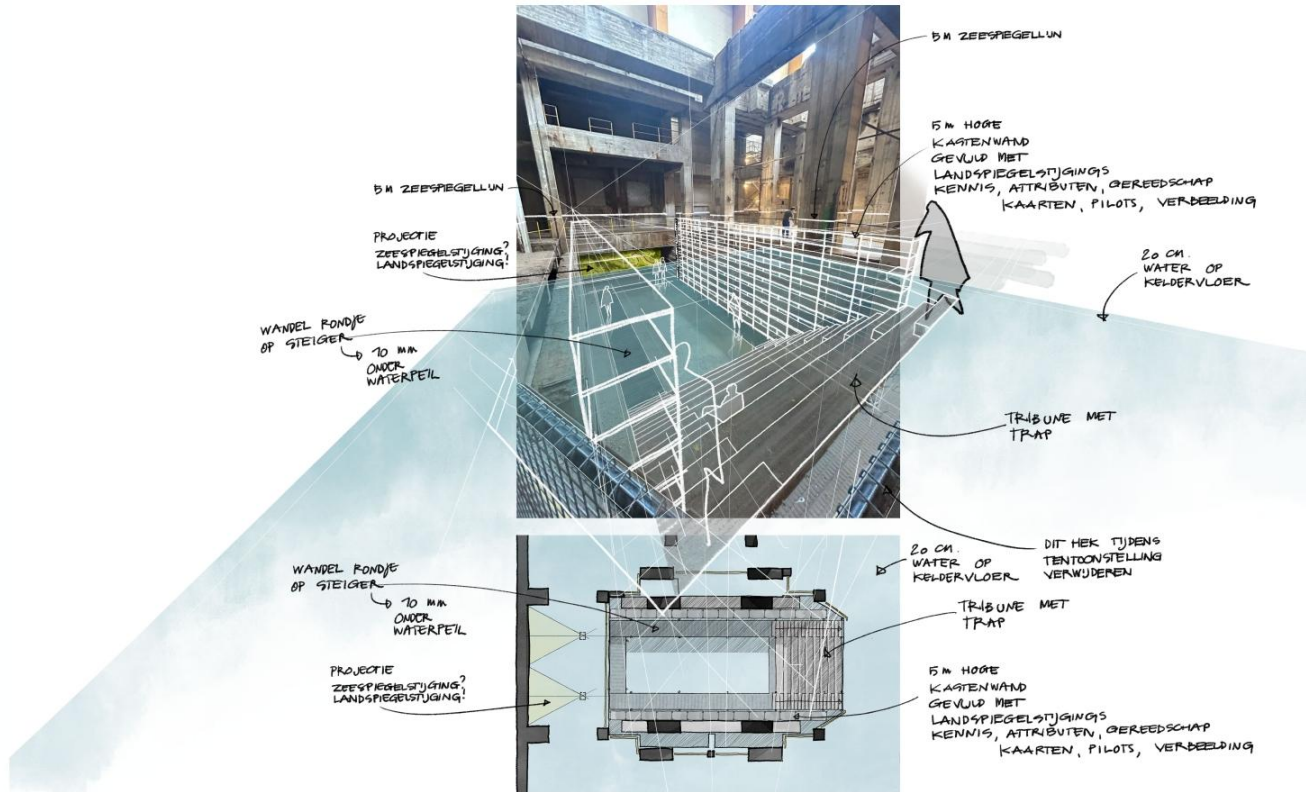 5M ZEESPIEGELLIJN
5M HOGE
KASTENWAND
GEVULD MET
LANDSPIEGELSTIJGINGS
KENNIS, ATTRIBUTEN, GEREEDSCHAP
KAARTEN, PILOTS, VERBEELDING
5M ZEESPIEGELLIJN
PROJECTIE
ZEESPIEGELSTIJGING?
LANDSPIEGELSTIJGING!
20 CM.
WATER OP
KELDERVLOER
WANDEL RONDJE
OP STEIGER
10 MM
ONDER
WATERPEIL
TRIBUNE MET
TRAP
DIT HEK TIJDENS
TENTOONSTELLING
VERWIJDEREN
20 CM.
WATER OP
KELDERVLOER
WANDEL RONDJE
OP STEIGER
10 MM
ONDER
WATERPEIL
TRIBUNE MET
TRAP
PROJECTIE
ZEESPIEGELSTIJGING?
LANDSPIEGELSTIJGING!
5M HOGE
KASTENWAND
GEVULD MET
LANDSPIEGELSTIJGINGS
KENNIS, ATTRIBUTEN, GEREEDSCHAP
KAARTEN, PILOTS, VERBEELDING